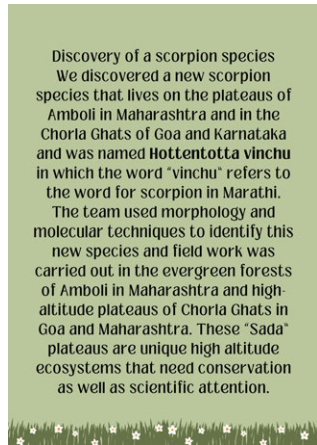 Discovery of a scorpion species
We discovered a new scorpion
species that lives on the plateaus of
Amboli in Maharashtra and in the
Chorla Ghats of Goa and Karnataka
and was named Hottentotta vinchu
in which the word "vinchu" refers to
the word for scorpion in Marathi.
The team used morphology and
molecular techniques to identify this
new species and field work was
carried out in the evergreen forests
of Amboli in Maharashtra and high-
altitude plateaus of Chorla Ghats in
Goa and Maharashtra. These "Sada"
plateaus are unique high altitude
ecosystems that need conservation
as well as scientific attention.